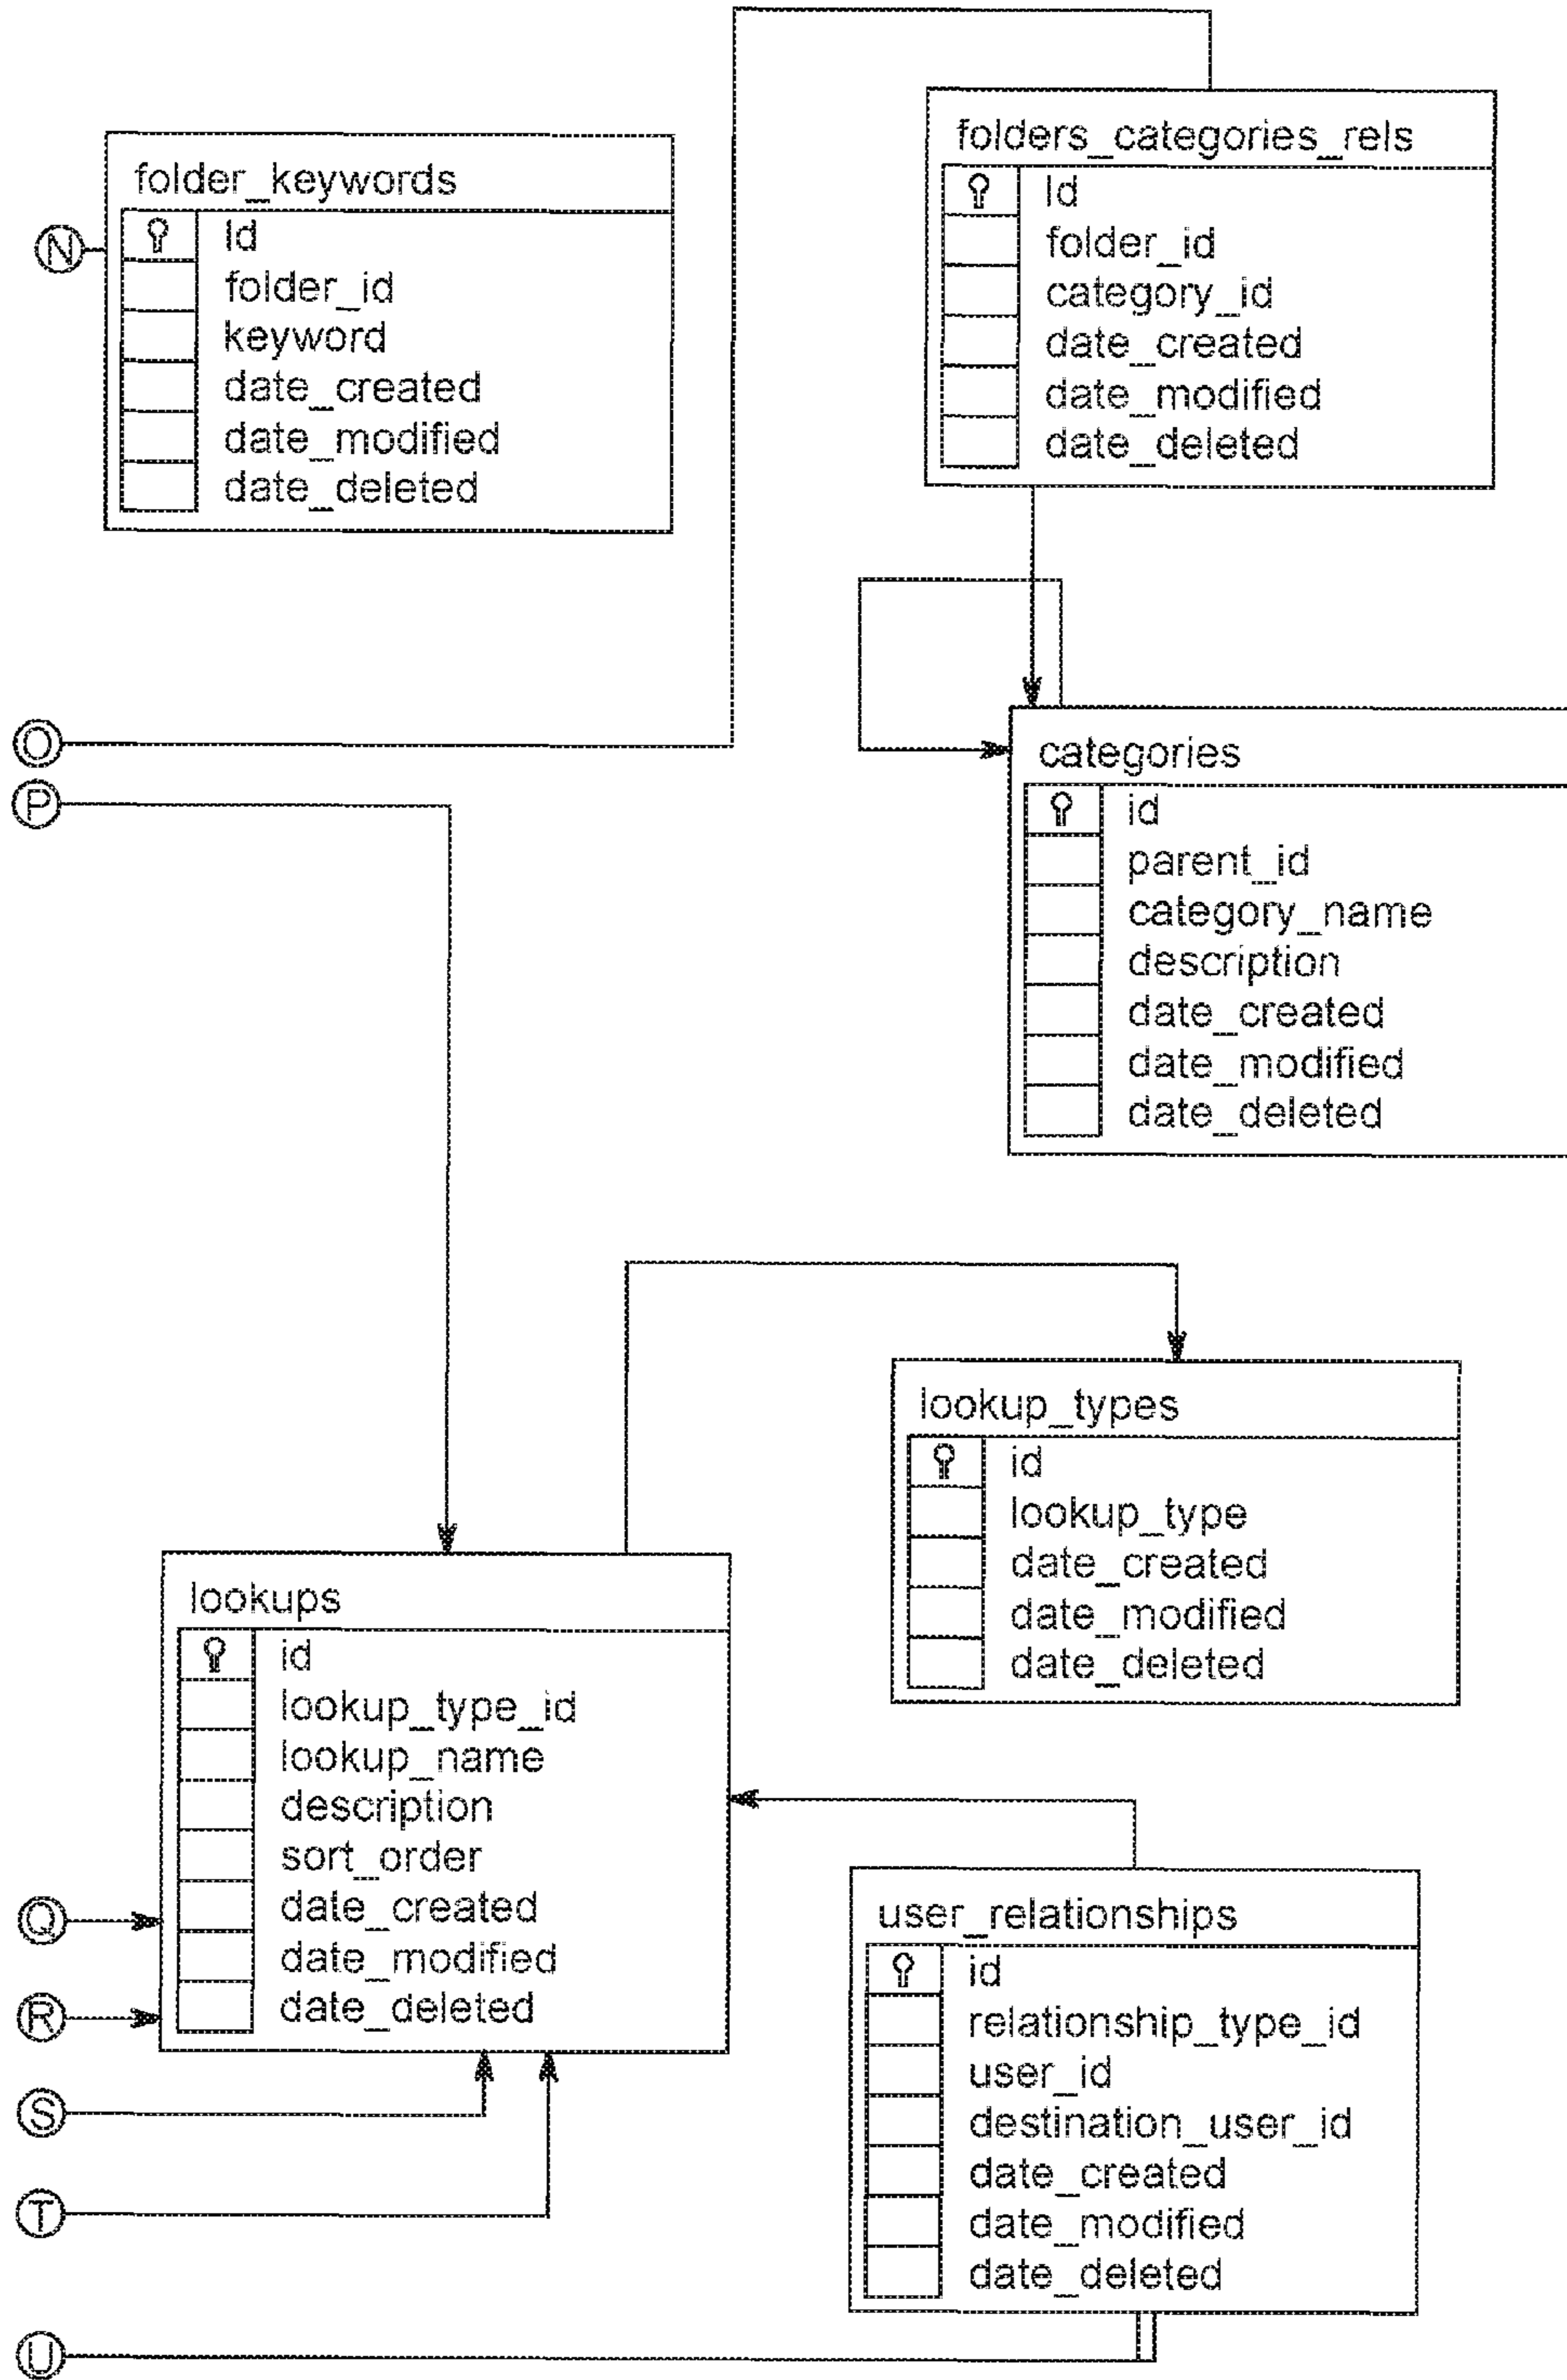 folders_categories_rels
Id
folder_id
category_id
date_created
date_modified
date_deleted
folder_keywords
N
Id
folder_id
keyword
date_created
date_modified
date_deleted
O
P
categories
id
parent_id
category_name
description
date_created
date_modified
date_deleted
lookup_types
id
lookup_type
date_created
date_modified
date_deleted
lookups
id
lookup_type_id
lookup_name
description
sort_order
date_created
date_modified
date_deleted
Q
R
S
T
user_relationships
id
relationship_type_id
user_id
destination_user_id
date_created
date_modified
date_deleted
U